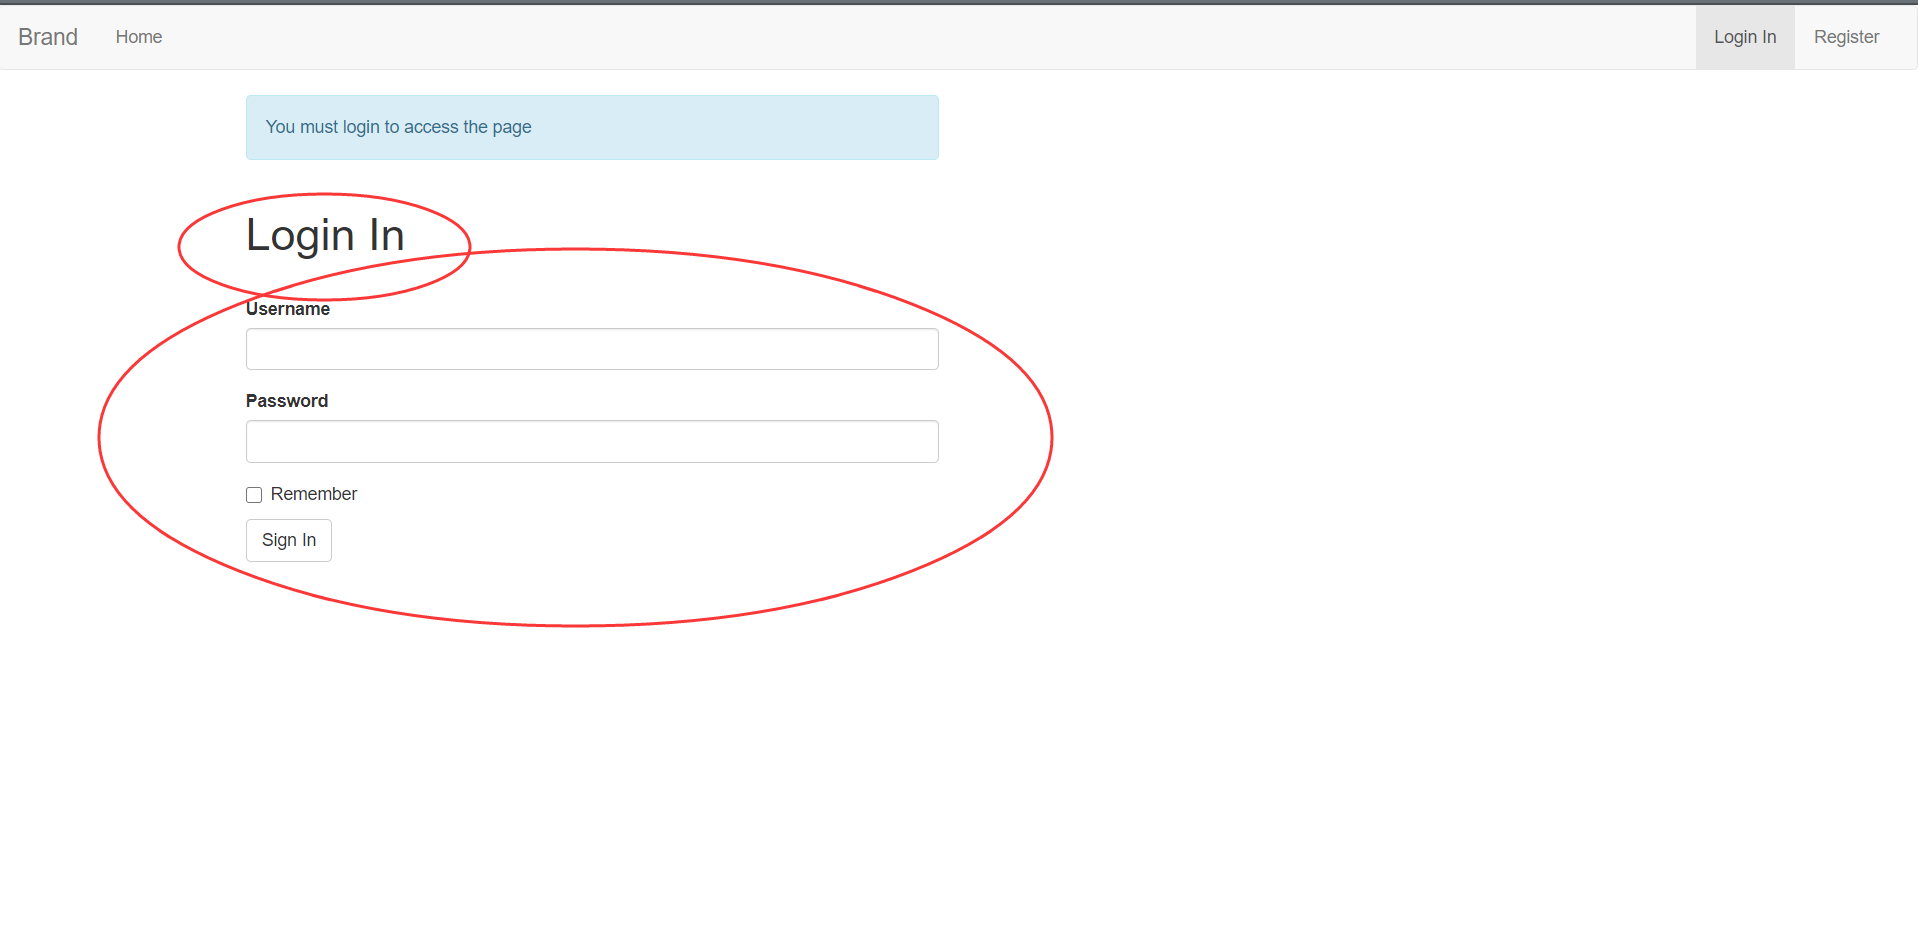 Brand Home Login In Register
You must login to access the page
Login In
Username
Password
Remember
Sign In